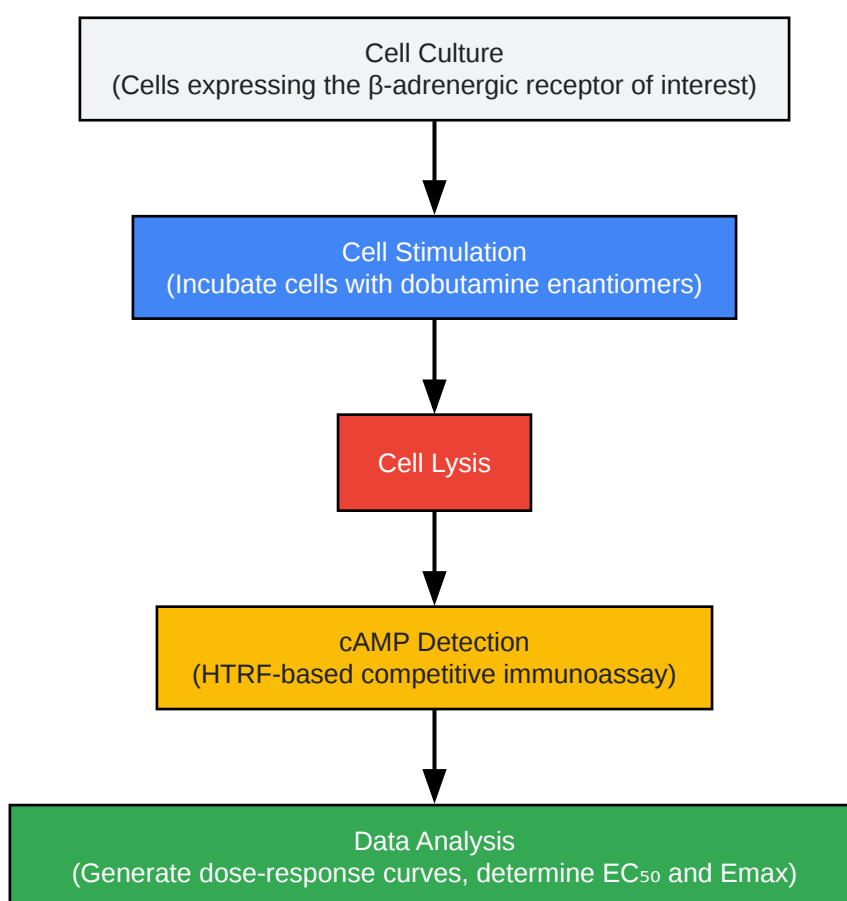 Cell Culture
(Cells expressing the β-adrenergic receptor of interest)
Cell Stimulation
(Incubate cells with dobutamine enantiomers)
Cell Lysis
cAMP Detection
(HTRF-based competitive immunoassay)
Data Analysis
(Generate dose-response curves, determine EC₅₀ and Emax)